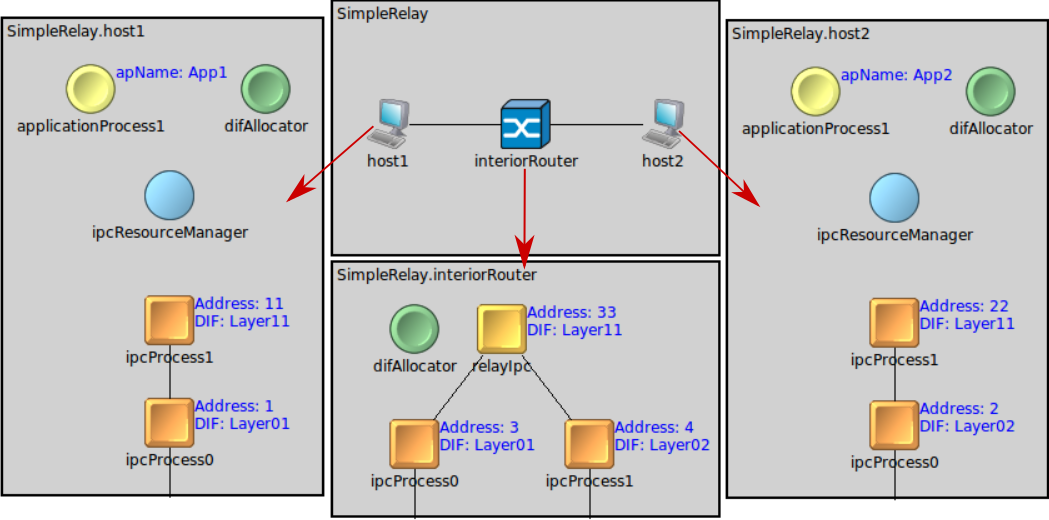 SimpleRelay.host1
apName: App1
applicationProcess1
difAllocator
ipcResourceManager
Address: 11
DIF: Layer11
ipcProcess1
Address: 1
DIF: Layer01
ipcProcess0
SimpleRelay
host1
interiorRouter
host2
SimpleRelay.interiorRouter
Address: 33
DIF: Layer11
difAllocator
relayIpc
Address: 3
DIF: Layer01
ipcProcess0
Address: 4
DIF: Layer02
ipcProcess1
SimpleRelay.host2
apName: App2
applicationProcess1
difAllocator
ipcResourceManager
Address: 22
DIF: Layer11
ipcProcess1
Address: 2
DIF: Layer02
ipcProcess0